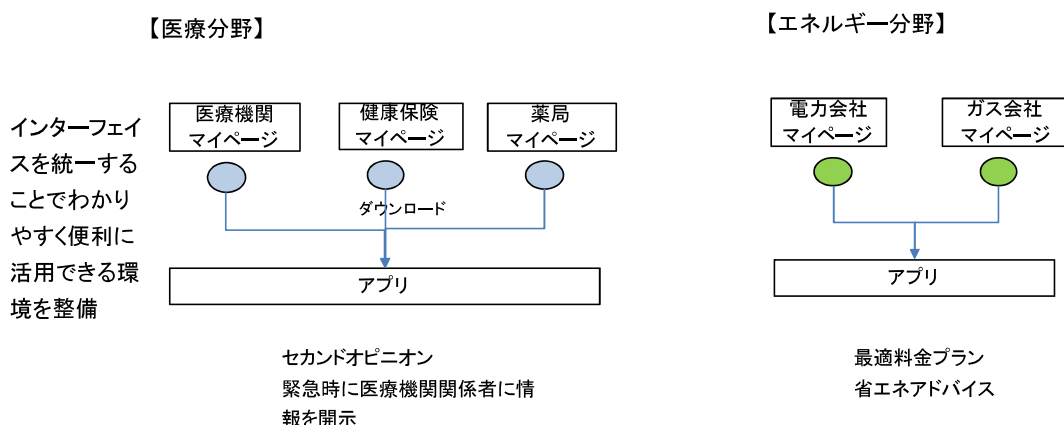 【医療分野】
【エネルギー分野】
インターフェイ
スを統一する
ことでわかり
やすく便利に
活用できる環
境を整備
医療機関
マイページ
健康保険
マイページ
薬局
マイページ
ダウンロード
アプリ
セカンドオピニオン
緊急時に医療機関関係者に情
報を開示
電力会社
マイページ
ガス会社
マイページ
アプリ
最適料金プラン
省エネアドバイス